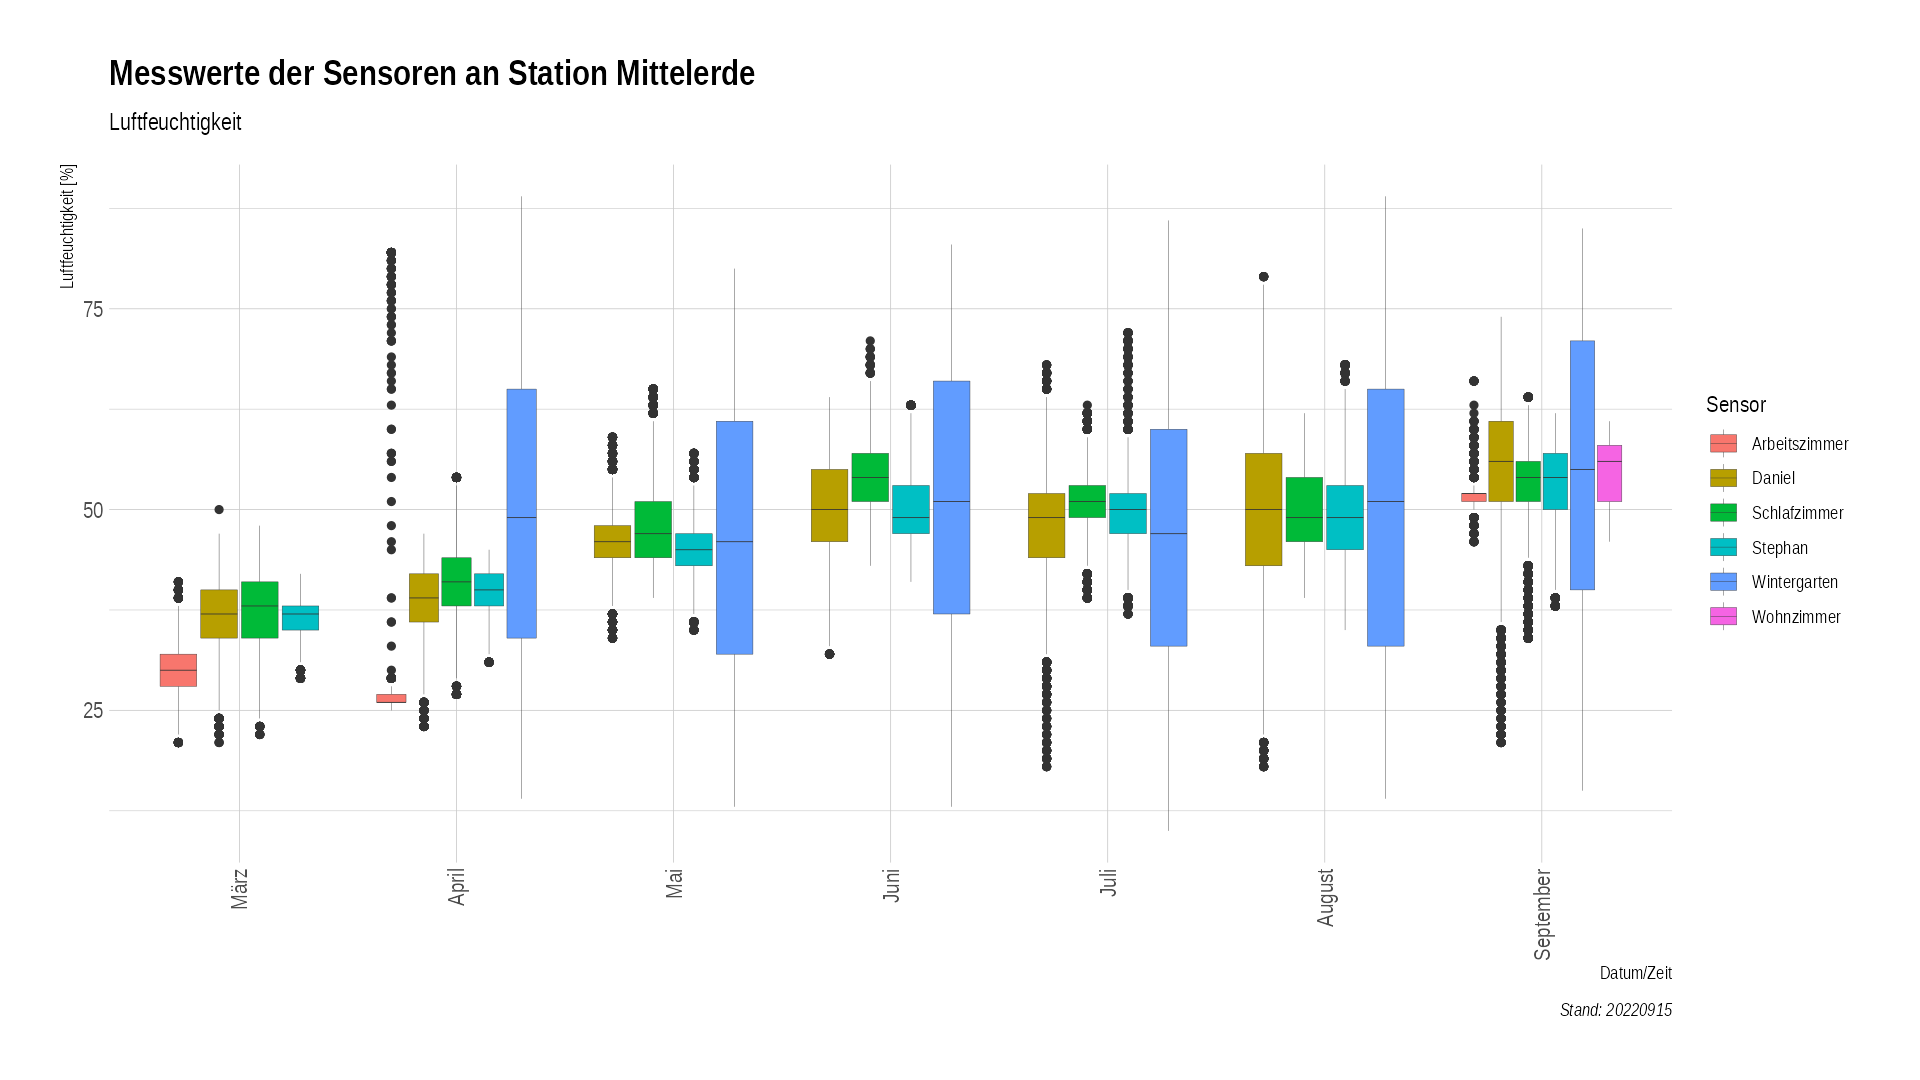 Messwerte der Sensoren an Station Mittelerde
Luftfeuchtigkeit
Luftfeuchtigkeit [%]
75
50
25
März
April
Mai
Juni
Juli
August
September
Datum/Zeit
Stand: 20220915
Sensor
Arbeitszimmer
Daniel
Schlafzimmer
Stephan
Wintergarten
Wohnzimmer